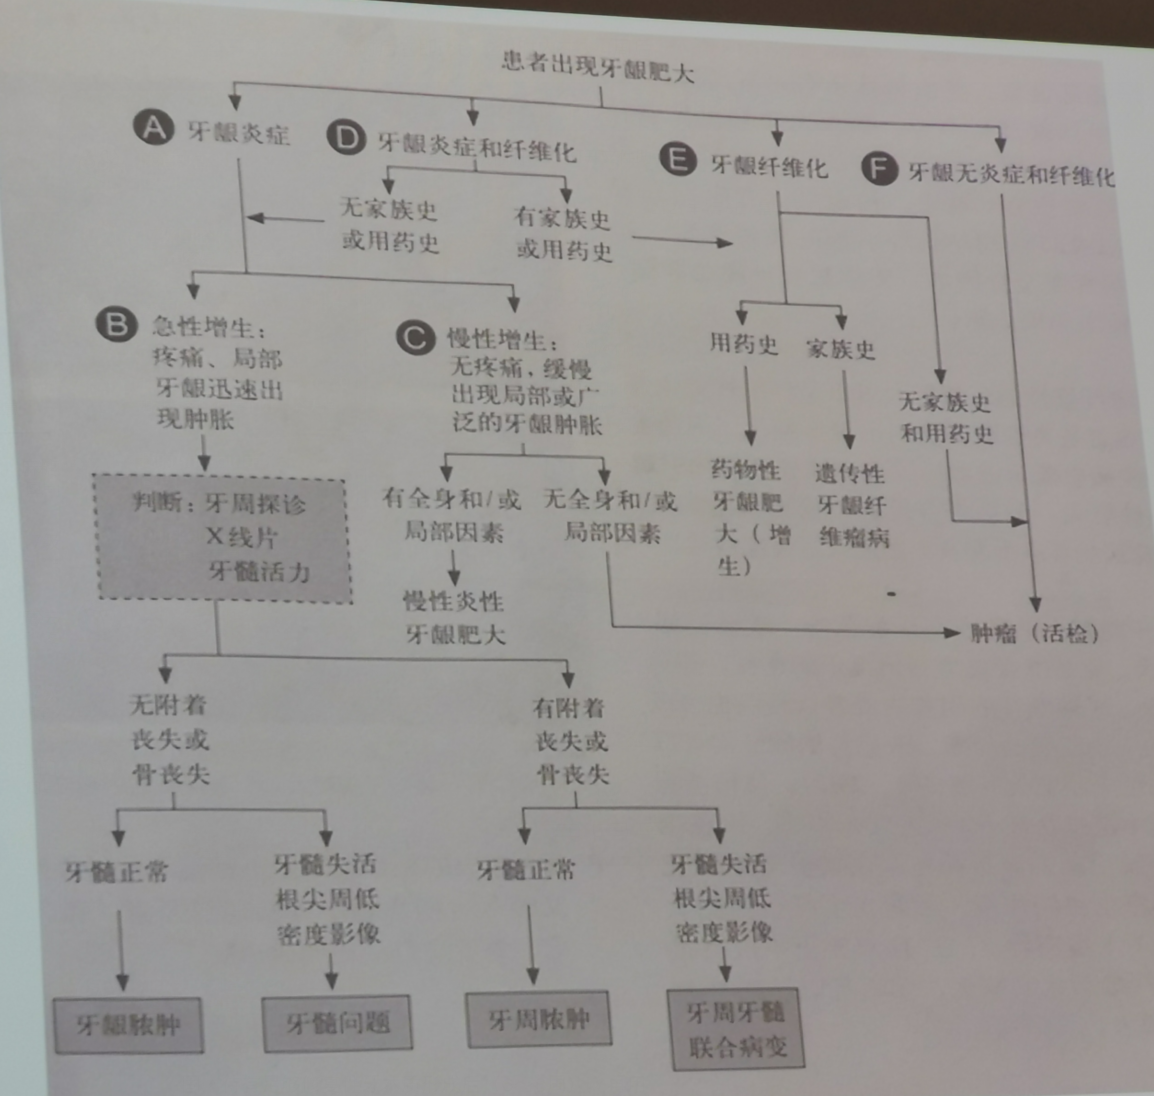 患者出现牙龈肥大
A 牙龈炎症
D 牙龈炎症和纤维化
E 牙龈纤维化
F 牙龈无炎症和纤维化
无家族史
或用药史
有家族史
或用药史
B 急性增生：
疼痛、局部
牙龈迅速出
现肿胀
C 慢性增生：
无疼痛，缓慢
出现局部或广
泛的牙龈肿胀
用药史
家族史
无家族史
和用药史
判断：牙周探诊
X线片
牙髓活力
有全身和/或
局部因素
无全身和/或
局部因素
药物性
牙龈肥
大（增
生）
遗传性
牙龈纤
维瘤病
慢性炎性
牙龈肥大
肿瘤（活检）
无附着
丧失或
骨丧失
有附着
丧失或
骨丧失
牙髓正常
牙髓失活
根尖周低
密度影像
牙髓正常
牙髓失活
根尖周低
密度影像
牙龈脓肿
牙髓问题
牙周脓肿
牙周牙髓
联合病变